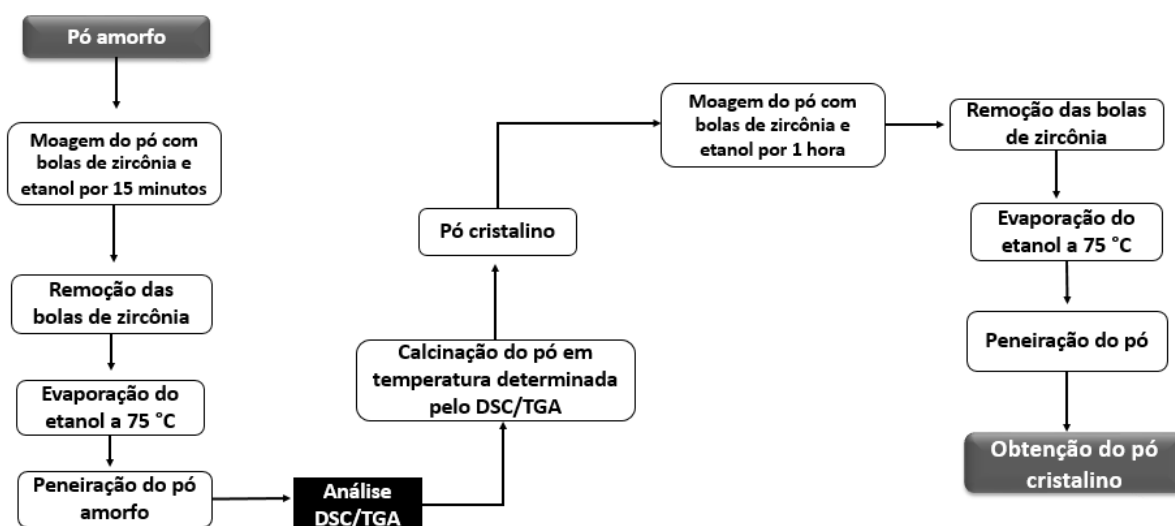 Pó amorfo
Moagem do pó com
bolas de zircônia e
etanol por 15 minutos
Remoção das
bolas de zircônia
Evaporação do
etanol a 75 °C
Peneiração do pó
amorfo
Análise
DSC/TGA
Calcinação do pó em
temperatura determinada
pelo DSC/TGA
Pó cristalino
Moagem do pó com
bolas de zircônia e
etanol por 1 hora
Remoção das bolas
de zircônia
Evaporação do
etanol a 75 °C
Peneiração do pó
Obtenção do pó
cristalino